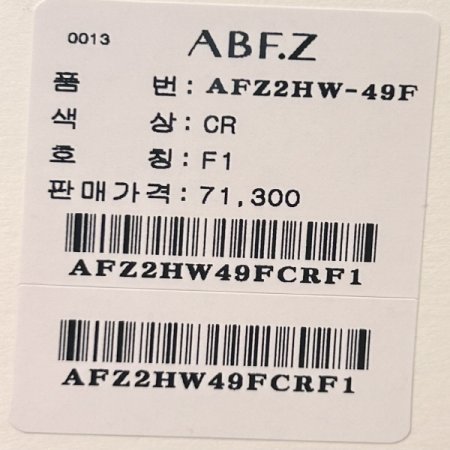 0013 ABF.Z
품 번: AFZ2HW-49F
색 상: CR
호 칭: F1
판매가격: 71,300
AFZ2HW49FCRF1
AFZ2HW49FCRF1